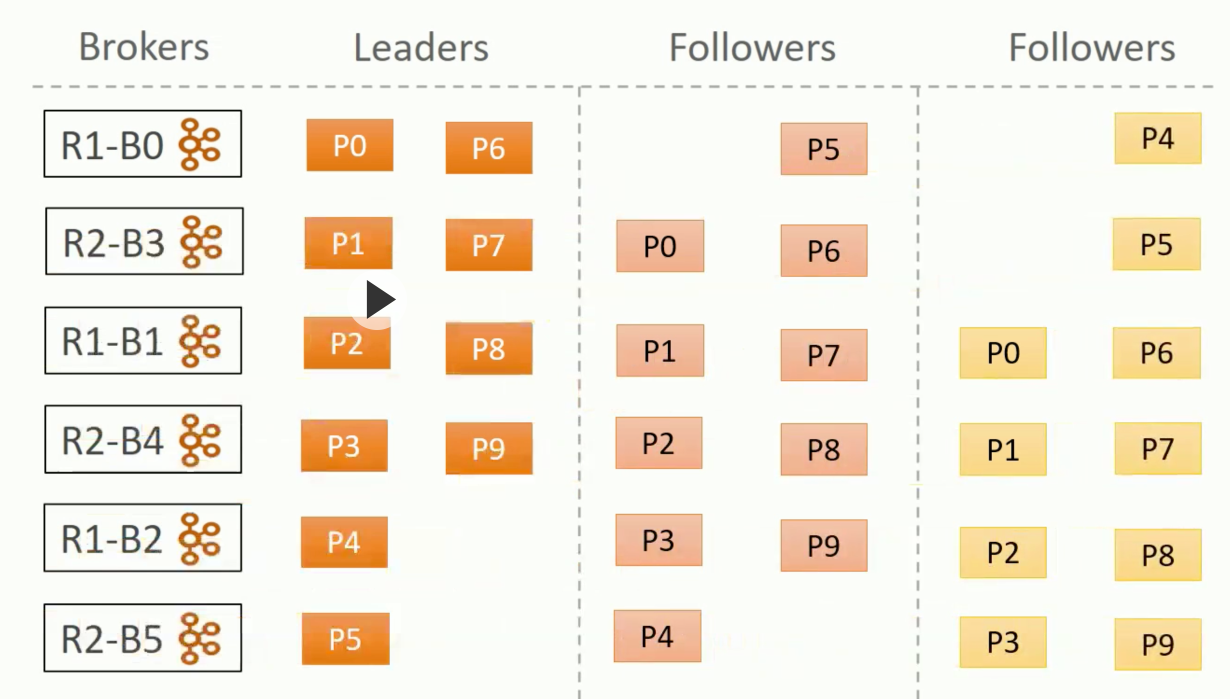 Brokers Leaders Followers Followers
R1-B0 P0 P6 P5 P4
R2-B3 P1 P7 P0 P6 P5
R1-B1 P2 P8 P1 P7 P0 P6
R2-B4 P3 P9 P2 P8 P1 P7
R1-B2 P4 P3 P9 P2 P8
R2-B5 P5 P4 P3 P9